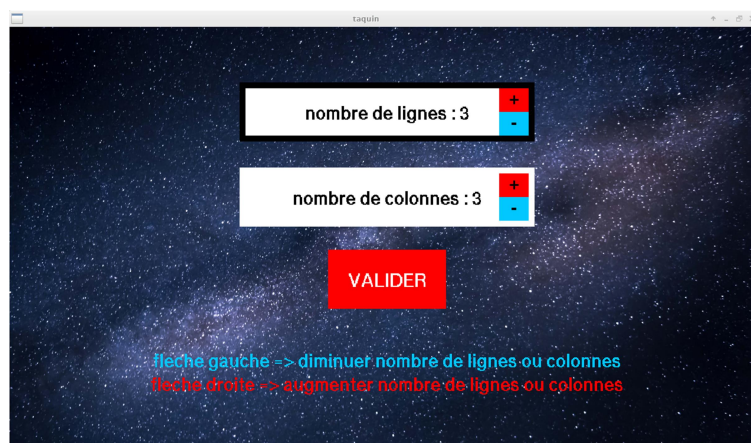 taquin
nombre de lignes : 3
+
-
nombre de colonnes : 3
+
-
VALIDER
fleche gauche => diminuer nombre de lignes ou colonnes
fleche droite => augmenter nombre de lignes ou colonnes